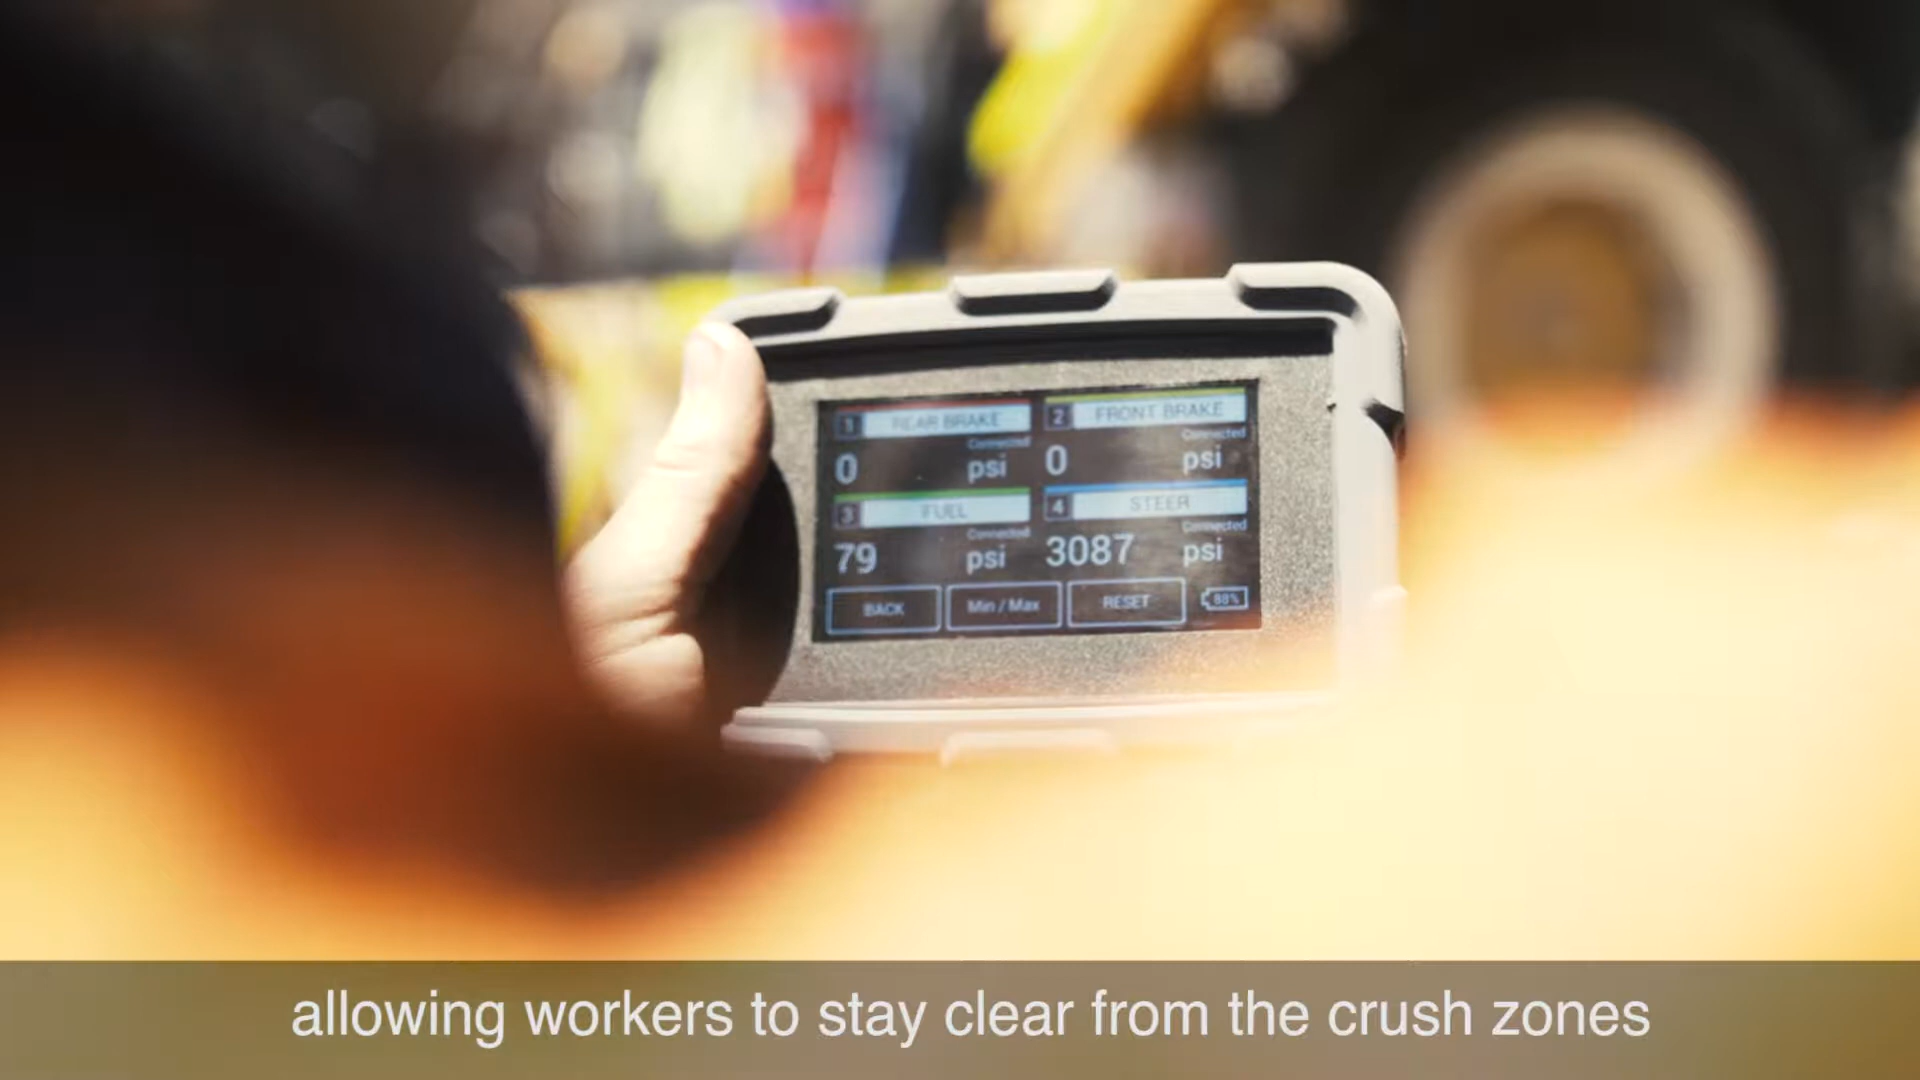 1 REAR BRAKE
Connected
0 psi
2 FRONT BRAKE
Connected
0 psi
3 FUEL
Connected
79 psi
4 STEER
Connected
3087 psi
BACK Min / Max RESET 88%
allowing workers to stay clear from the crush zones